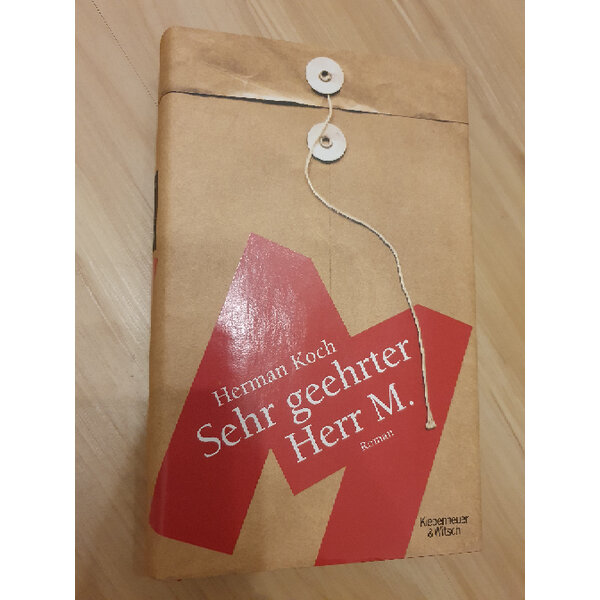 Herman Koch
Sehr geehrter
Herr M.
Roman
Kiepenheuer
& Witsch